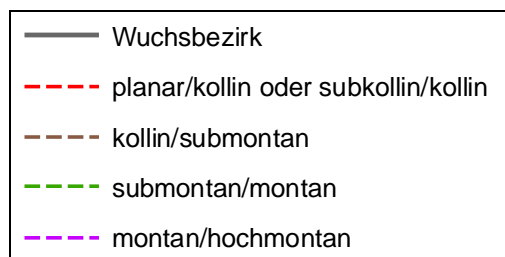 Wuchsbezirk
planar/kollin oder subkollin/kollin
kollin/submontan
submontan/montan
montan/hochmontan